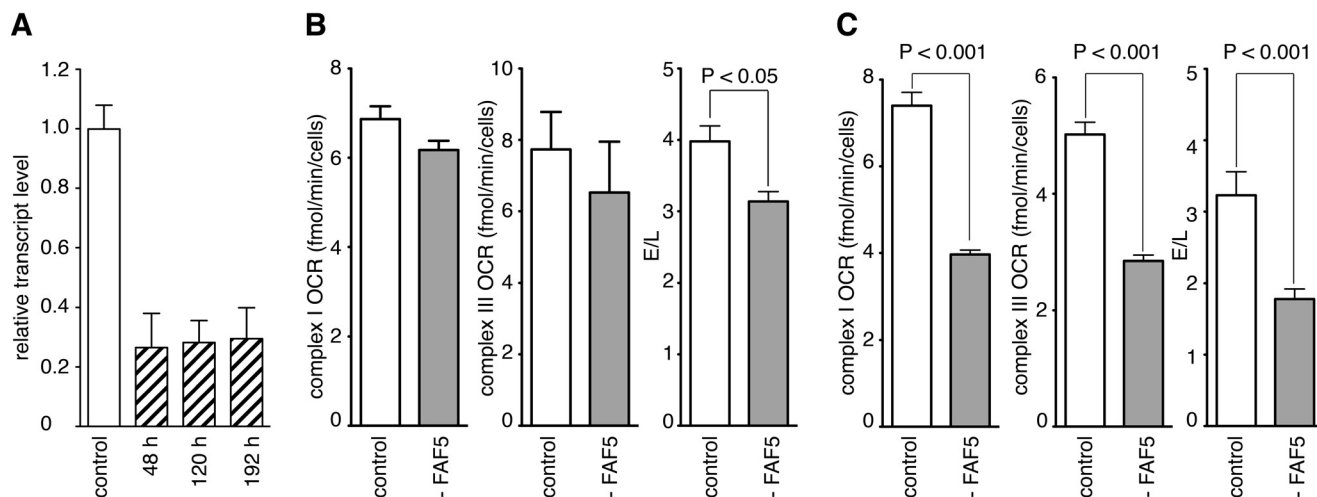 A
relative transcript level
1.2
1.0
0.8
0.6
0.4
0.2
0
control
48 h
120 h
192 h
B
complex I OCR (fmol/min/cells)
8
6
4
2
0
control
- FAF5
complex III OCR (fmol/min/cells)
10
8
6
4
2
0
control
- FAF5
E/L
5
4
3
2
1
0
P < 0.05
control
- FAF5
C
complex I OCR (fmol/min/cells)
8
7
4
2
0
P < 0.001
control
- FAF5
complex III OCR (fmol/min/cells)
6
4
2
0
P < 0.001
control
- FAF5
E/L
5
4
3
2
1
0
P < 0.001
control
- FAF5